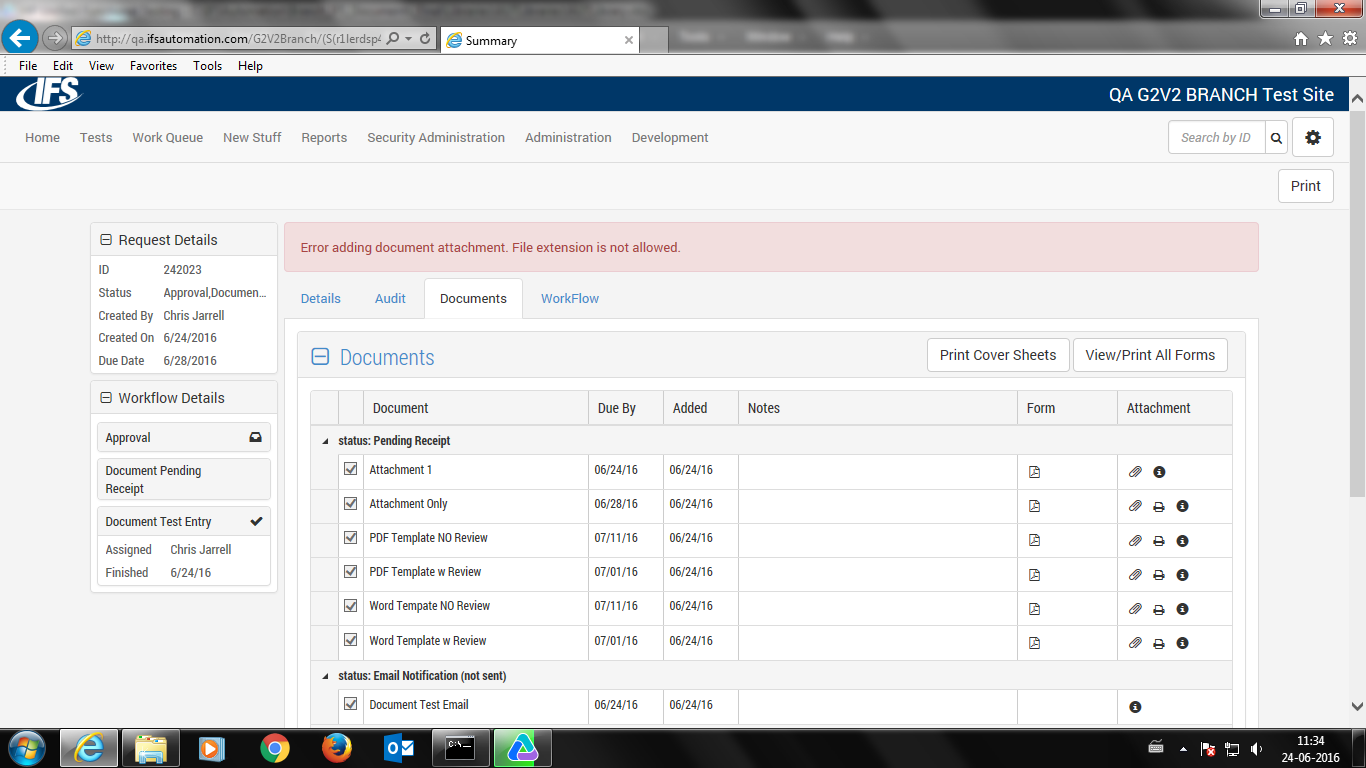 http://qa.ifsautomation.com/G2V2Branch/(S(r1lerdsp4
Summary
File Edit View Favorites Tools Help
IFS
QA G2V2 BRANCH Test Site
Home Tests Work Queue New Stuff Reports Security Administration Administration Development
Search by ID
Print
Request Details
ID 242023
Status Approval,Documen...
Created By Chris Jarrell
Created On 6/24/2016
Due Date 6/28/2016
Workflow Details
Approval
Document Pending
Receipt
Document Test Entry
Assigned Chris Jarrell
Finished 6/24/16
Error adding document attachment. File extension is not allowed.
Details Audit Documents WorkFlow
Documents
Print Cover Sheets View/Print All Forms
Document Due By Added Notes Form Attachment
status: Pending Receipt
Attachment 1 06/24/16 06/24/16
Attachment Only 06/28/16 06/24/16
PDF Template NO Review 07/11/16 06/24/16
PDF Template w Review 07/01/16 06/24/16
Word Tempate NO Review 07/11/16 06/24/16
Word Template w Review 07/01/16 06/24/16
status: Email Notification (not sent)
Document Test Email 06/24/16 06/24/16
11:34
24-06-2016